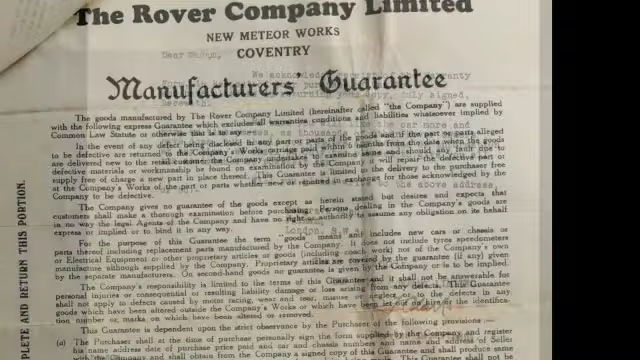 The Rover Company Limited
NEW METEOR WORKS
COVENTRY
Dear
Manufacturers' Guarantee
The goods manufactured by The Rover Company Limited (hereinafter called "the Company") are supplied
with the following express Guarantee which excludes all warranties conditions and liabilities whatsoever implied by
Common Law Statute or otherwise that is to say
In the event of any defect being disclosed in any part or parts of the goods and if the part or parts alleged
to be defective are returned to the Company's Works carriage paid within 6 months from the date when the goods
are delivered new to the retail customer the Company undertakes to examine same and should any fault due to
defective materials or workmanship be found on examination by the Company it will repair the defective part or
supply free of charge a new part in place thereof. This Guarantee is limited to the delivery to the purchaser free
at the Company's Works of the part or parts whether new or repaired in exchange for those acknowledged by the
Company to be defective.
The Company gives no guarantee of the goods except as herein stated but desires and expects that
customers shall make a thorough examination before purchasing. Persons dealing in the Company's goods are
in no way the legal Agents of the Company and have no right or authority to assume any obligation on its behalf
express or implied or to bind it in any way.
London, S.W.
For the purpose of this Guarantee the term "goods" means and includes new cars or chassis or
parts thereof including replacement parts manufactured by the Company. It does not include tyres speedometers
or Electrical Equipment or other proprietary articles or goods (including coach work) not of the Company's own
manufacture although supplied by the Company. Proprietary articles are covered by the guarantee (if any) given
by the separate manufacturers. On second-hand goods no guarantee is given by the Company or is to be implied.
The Company's responsibility is limited to the terms of this Guarantee and it shall not be answerable for
personal injuries or consequential or resulting liability damage or loss arising from any defects. This Guarantee
shall not apply to defects caused by motor racing, wear and tear, misuse or neglect or to the defects in any
goods which have been altered outside the Company's Works or which have been let out on hire or the identifica-
tion number or, marks on which have been altered or removed.
This Guarantee is dependent upon the strict observance by the Purchaser of the following provisions—
(a) The Purchaser shall at the time of purchase personally sign the form supplied by the Company and register
his name address date of purchase price paid and car and chassis numbers and name and address of Seller
with the Company and shall obtain from the Company a signed copy of this Guarantee and shall produce same
This Guarantee shall not be
PLETE AND RETURN THIS PORTION.